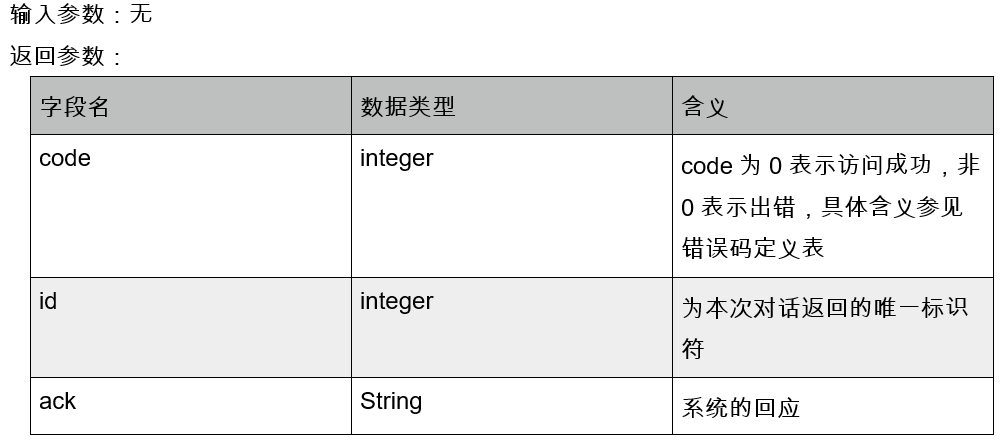 输入参数：无
返回参数：
字段名 数据类型 含义
code integer code 为 0 表示访问成功，非
0 表示出错，具体含义参见
错误码定义表
id integer 为本次对话返回的唯一标识
符
ack String 系统的回应